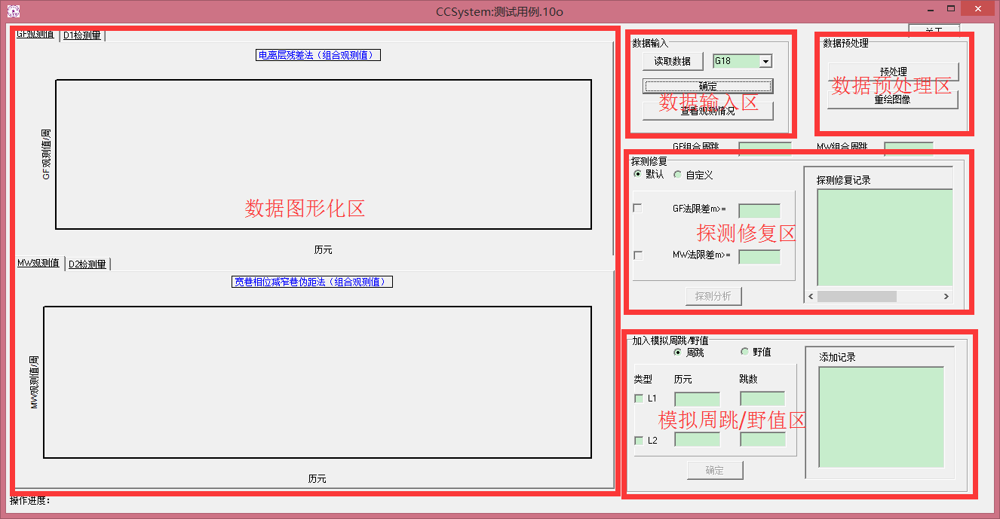 CCSystem:测试用例.10o
关于
GF观测值 D1检测量
电离层残差法（组合观测值）
GF观测值/周
数据图形化区
历元
MW观测值 D2检测量
宽巷相位减窄巷伪距法（组合观测值）
MW观测值/周
历元
操作进度：
数据输入
读取数据 G18
确定
数据输入区
查看观测情况
数据预处理
预处理
数据预处理区
重绘图像
GF组合周跳 MW组合周跳
探测修复
默认 自定义
GF法限差m>=
探测修复区
MW法限差m>=
探测分析
探测修复记录
加入模拟周跳/野值
周跳 野值
类型 历元 跳数
L1
模拟周跳/野值区
L2
确定
添加记录